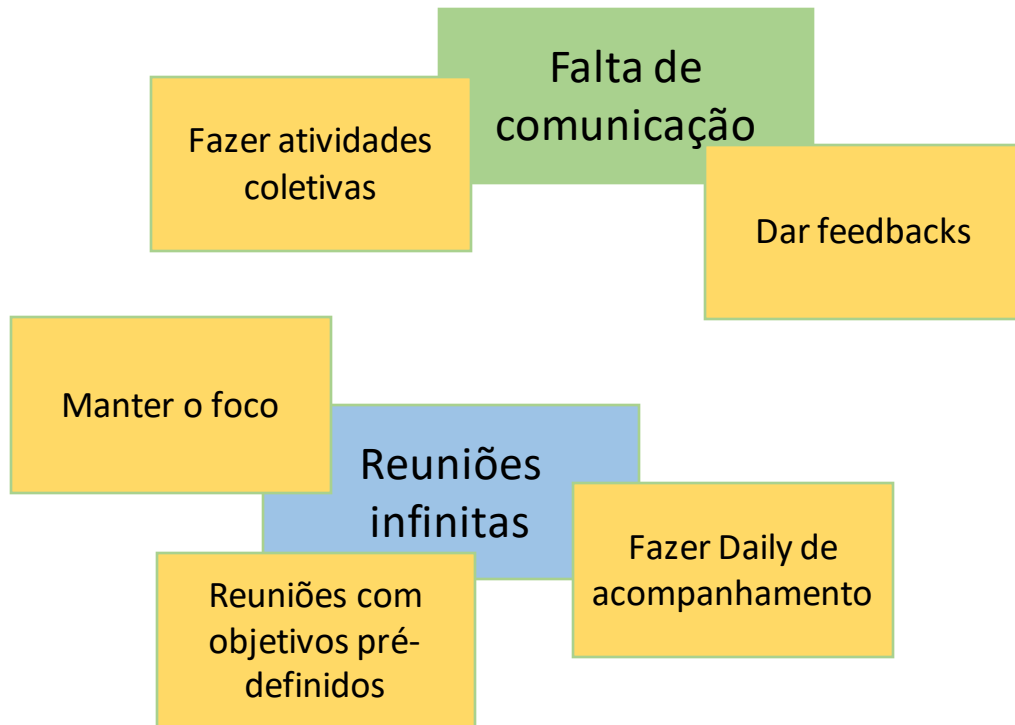 Falta de
comunicação
Fazer atividades
coletivas
Dar feedbacks
Manter o foco
Reuniões
infinitas
Fazer Daily de
acompanhamento
Reuniões com
objetivos pré-
definidos